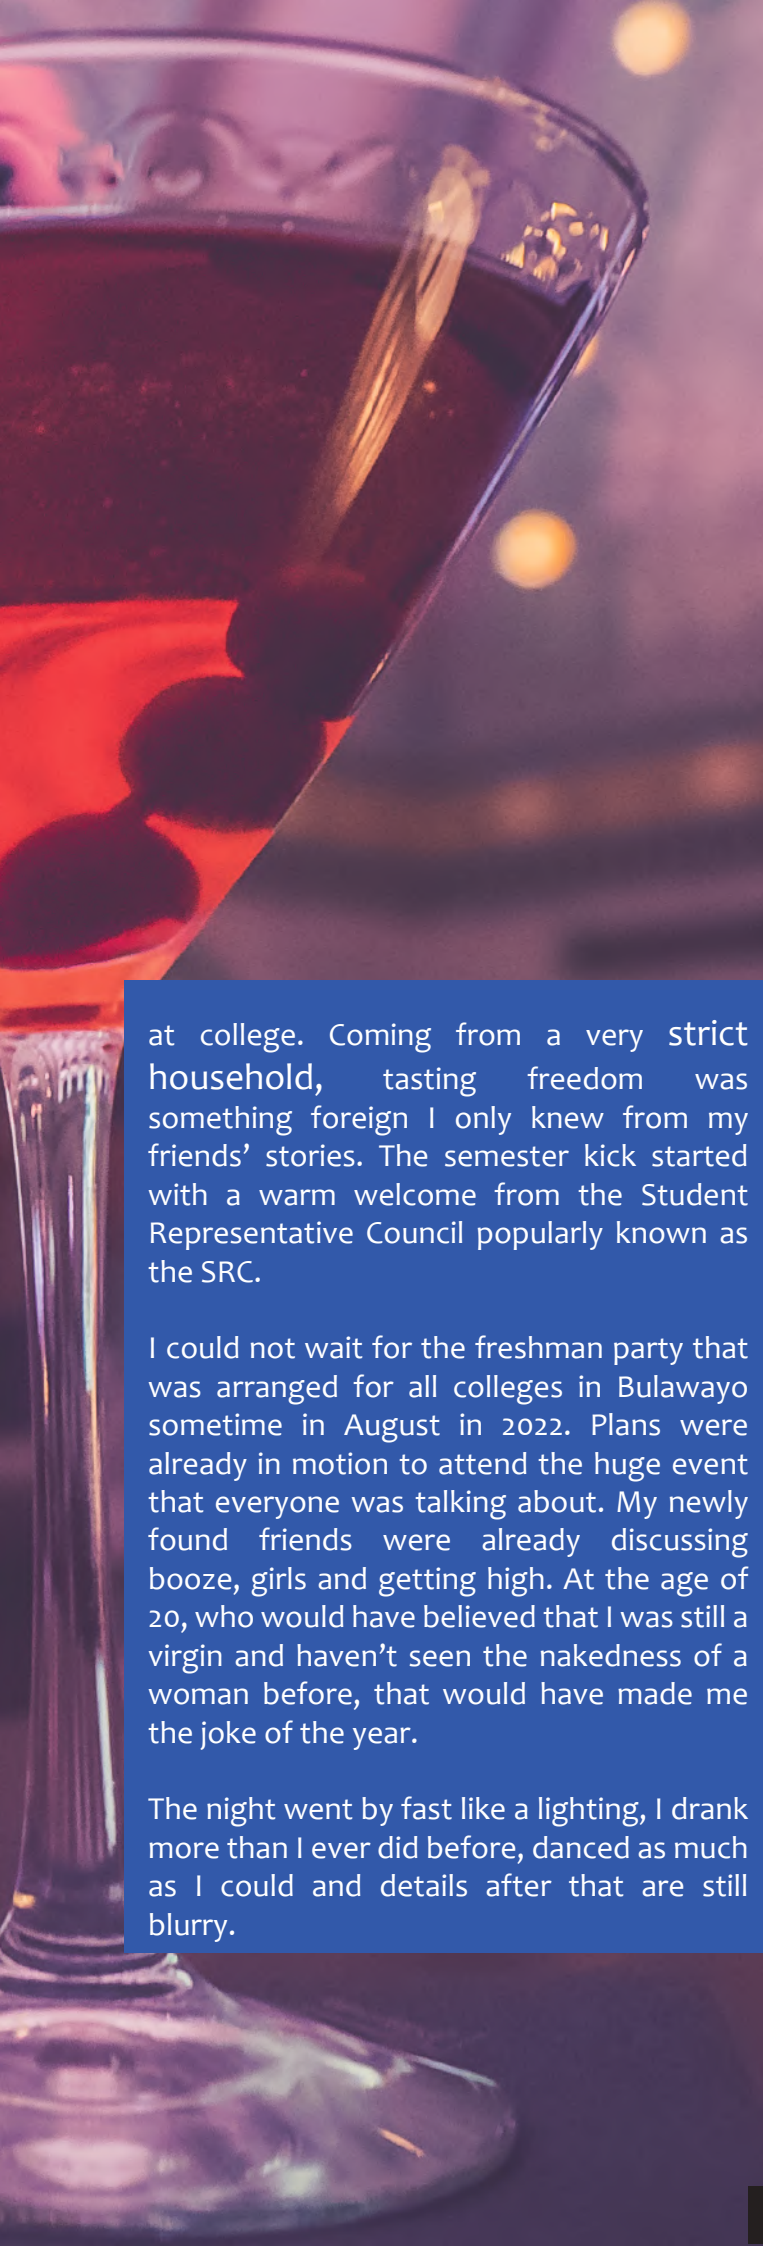 at college. Coming from a very strict
household, tasting freedom was
something foreign I only knew from my
friends’ stories. The semester kick started
with a warm welcome from the Student
Representative Council popularly known as
the SRC.
I could not wait for the freshman party that
was arranged for all colleges in Bulawayo
sometime in August in 2022. Plans were
already in motion to attend the huge event
that everyone was talking about. My newly
found friends were already discussing
booze, girls and getting high. At the age of
20, who would have believed that I was still a
virgin and haven’t seen the nakedness of a
woman before, that would have made me
the joke of the year.
The night went by fast like a lighting, I drank
more than I ever did before, danced as much
as I could and details after that are still
blurry.